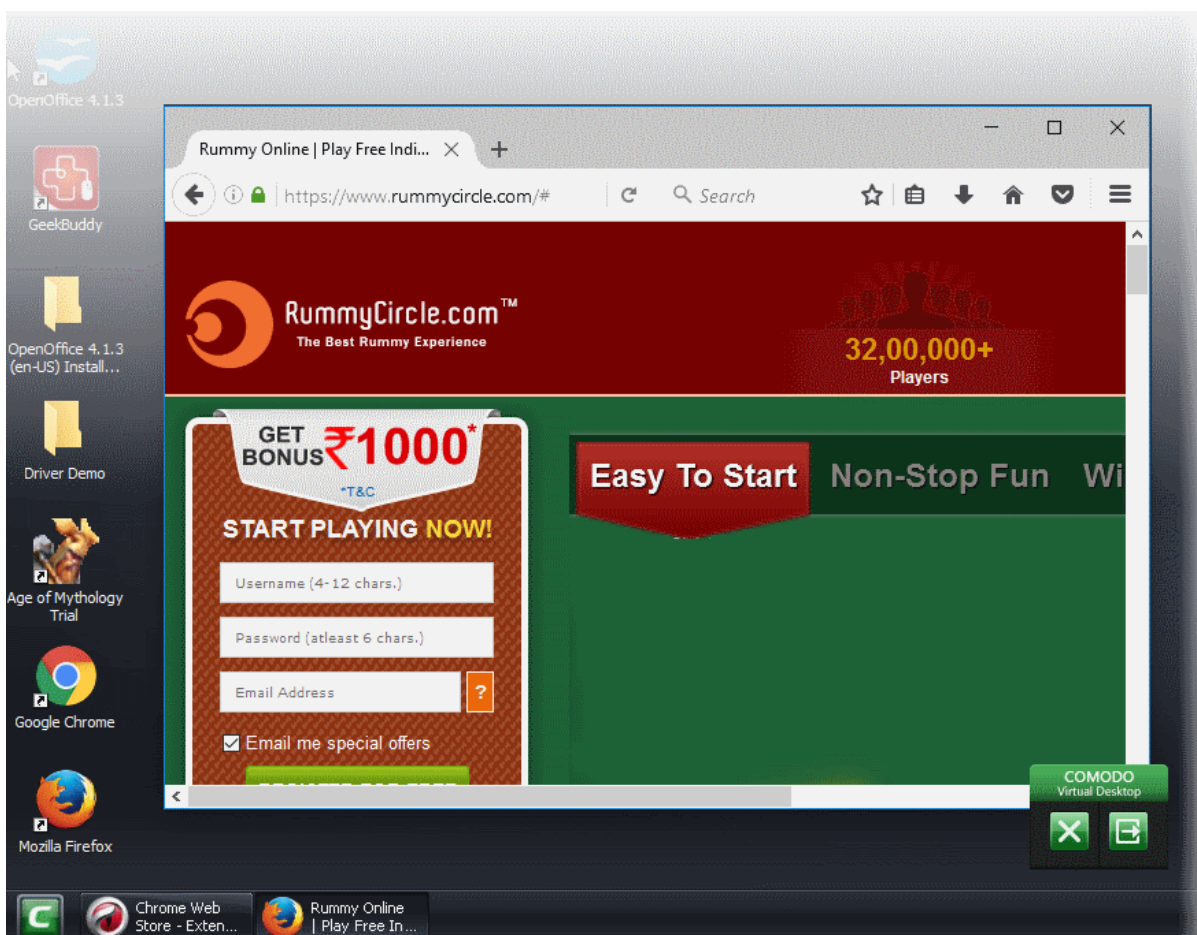 OpenOffice 4.1.3
GeekBuddy
OpenOffice 4.1.3
(en-US) Install...
Driver Demo
Age of Mythology
Trial
Google Chrome
Mozilla Firefox
Rummy Online | Play Free Indi...
https://www.rummycircle.com/#
Search
RummyCircle.com™
The Best Rummy Experience
32,00,000+
Players
GET
BONUS ₹1000*
*T&C
START PLAYING NOW!
Username (4-12 chars.)
Password (atleast 6 chars.)
Email Address
?
Email me special offers
Easy To Start
Non-Stop Fun
Wi
COMODO
Virtual Desktop
Chrome Web
Store - Exten...
Rummy Online
| Play Free In...